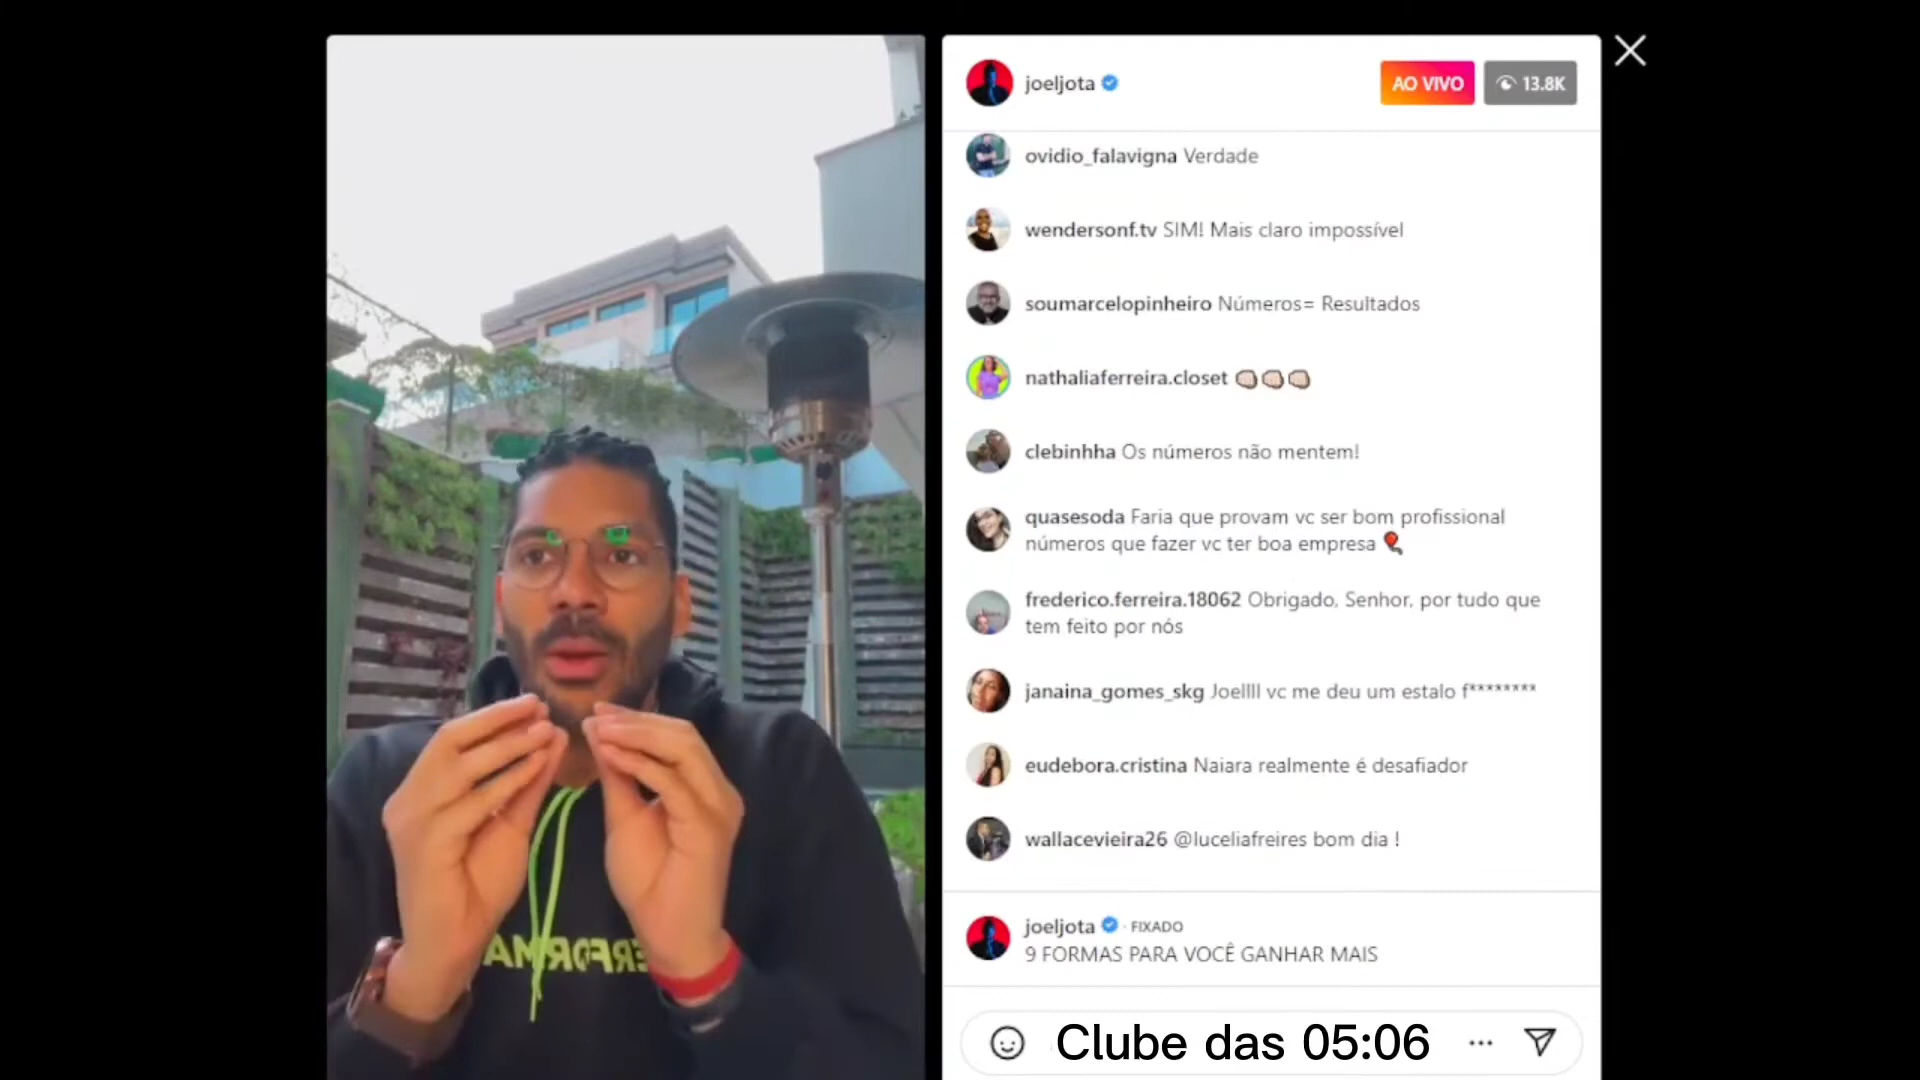 joeljota
AO VIVO
13.8K
ovidio_falavigna Verdade
wendersonf.tv SIM! Mais claro impossível
soumarcelopinheiro Números= Resultados
nathaliaferreira.closet 👊🏻👊🏻👊🏻
clebinhha Os números não mentem!
quasesoda Faria que provam vc ser bom profissional
números que fazer vc ter boa empresa 🎈
frederico.ferreira.18062 Obrigado, Senhor, por tudo que
tem feito por nós
janaina_gomes_skg Joellll vc me deu um estalo f********
eudebora.cristina Naiara realmente é desafiador
wallacevieira26 @luceliafreires bom dia !
joeljota · FIXADO
9 FORMAS PARA VOCÊ GANHAR MAIS
Clube das 05:06